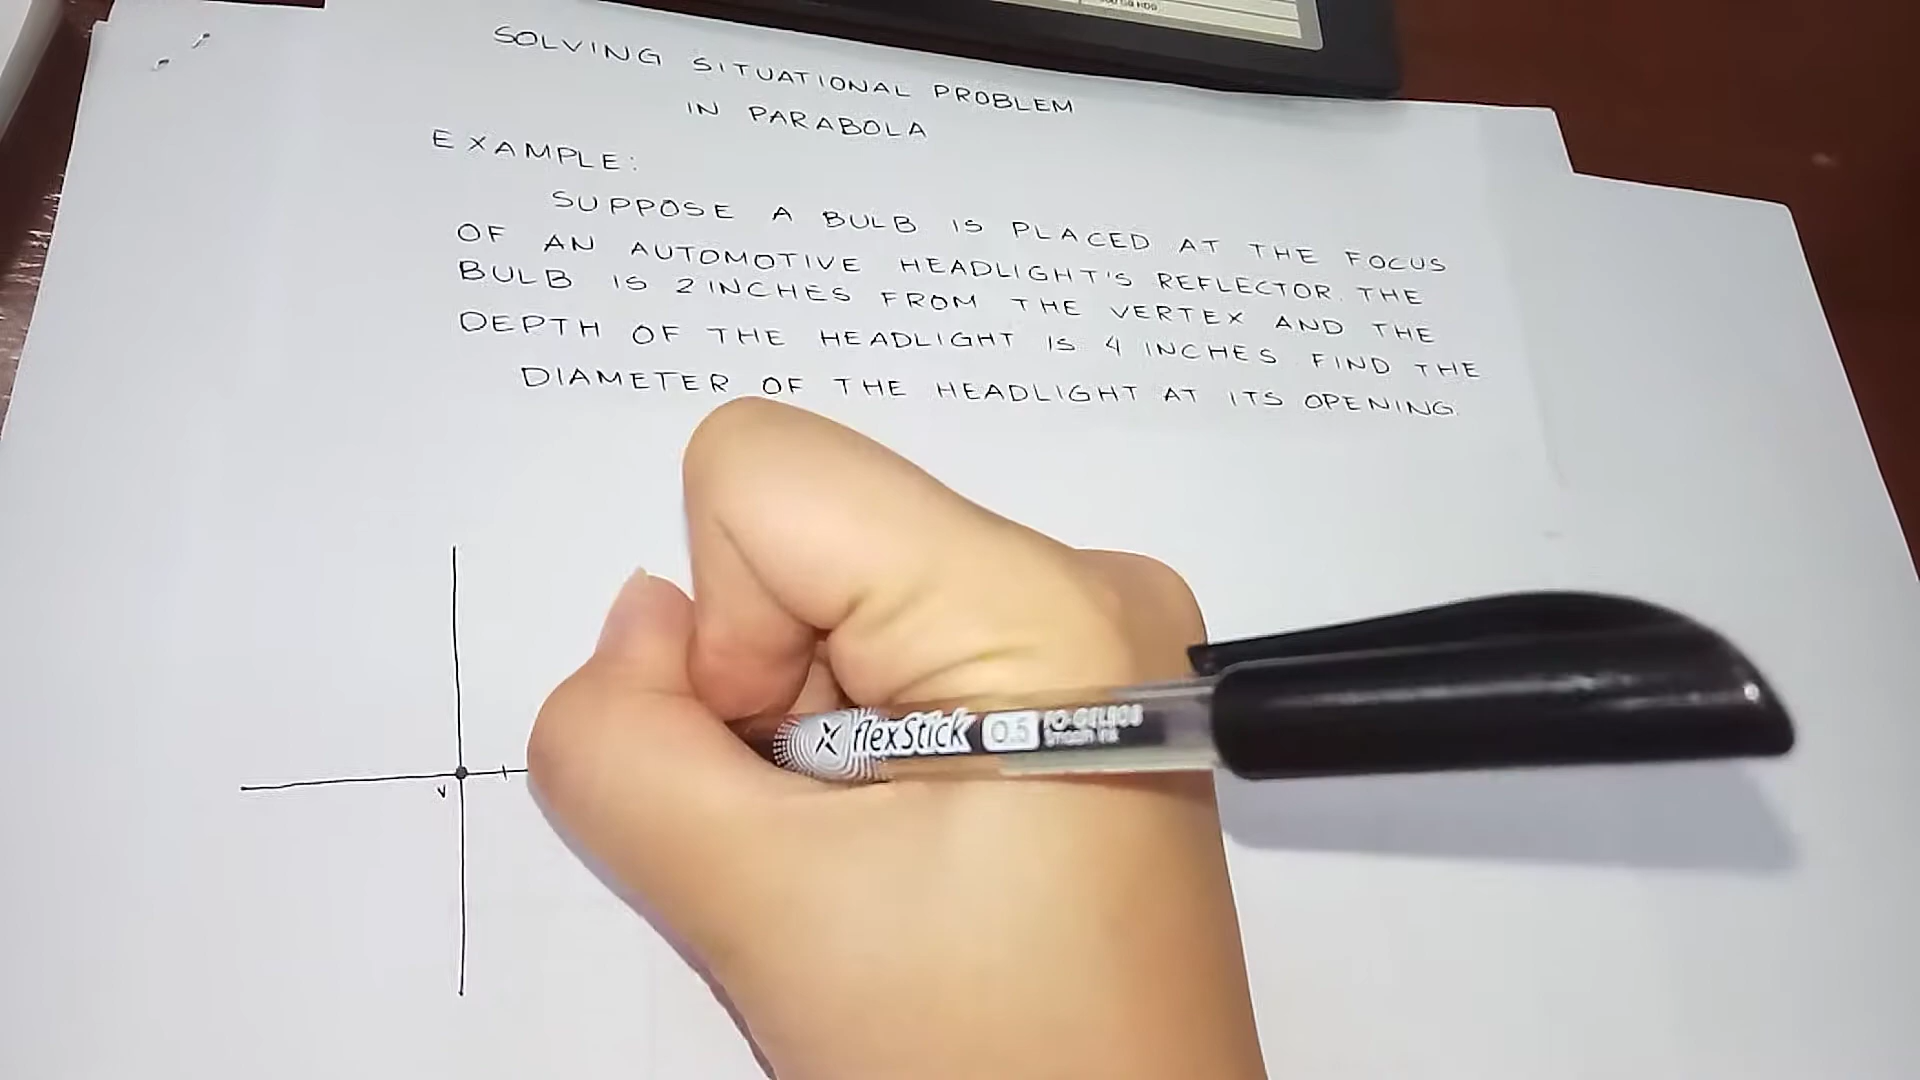 SOLVING SITUATIONAL PROBLEM
IN PARABOLA
EXAMPLE:
SUPPOSE A BULB IS PLACED AT THE FOCUS
OF AN AUTOMOTIVE HEADLIGHT'S REFLECTOR. THE
BULB IS 2 INCHES FROM THE VERTEX AND THE
DEPTH OF THE HEADLIGHT IS 4 INCHES FIND THE
DIAMETER OF THE HEADLIGHT AT ITS OPENING.
X flexStick 0.5
V